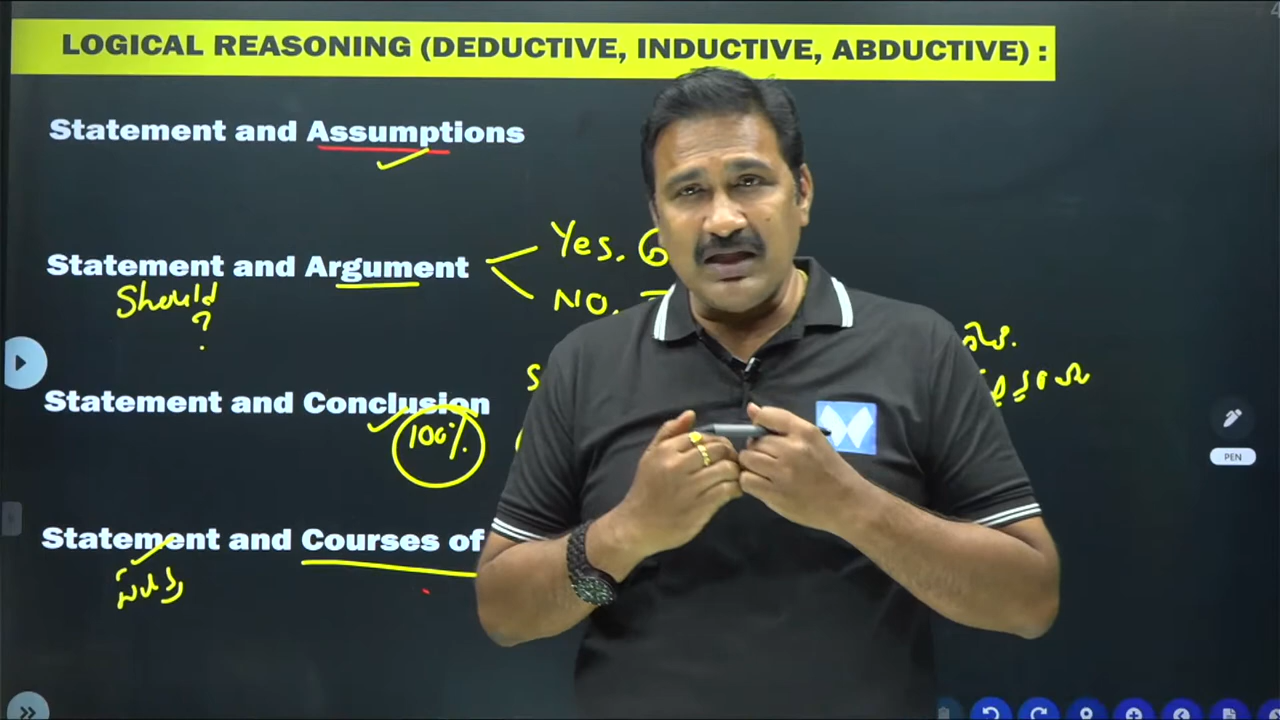 LOGICAL REASONING (DEDUCTIVE, INDUCTIVE, ABDUCTIVE) :
Statement and Assumptions
Yes.
Statement and Argument
Should
?
NO.
Statement and Conclusion
100%
Statement and Courses of
PEN